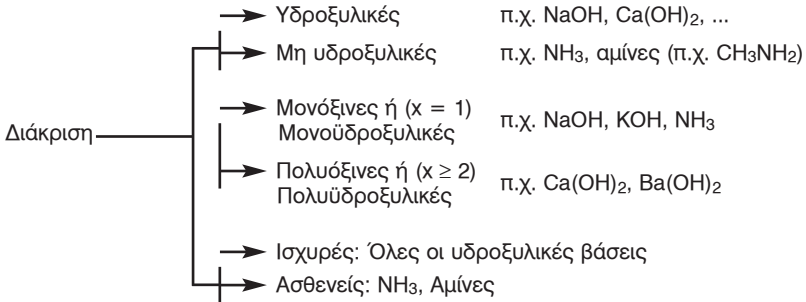 Υδροξυλικές π.χ. NaOH, Ca(OH)₂, ...
Μη υδροξυλικές π.χ. NH₃, αμίνες (π.χ. CH₃NH₂)
Διάκριση
Μονόξινες ή (x = 1)
Μονοϋδροξυλικές
π.χ. NaOH, KOH, NH₃
Πολυόξινες ή (x ≥ 2)
Πολυϋδροξυλικές
π.χ. Ca(OH)₂, Ba(OH)₂
Ισχυρές: Όλες οι υδροξυλικές βάσεις
Ασθενείς: NH₃, Αμίνες